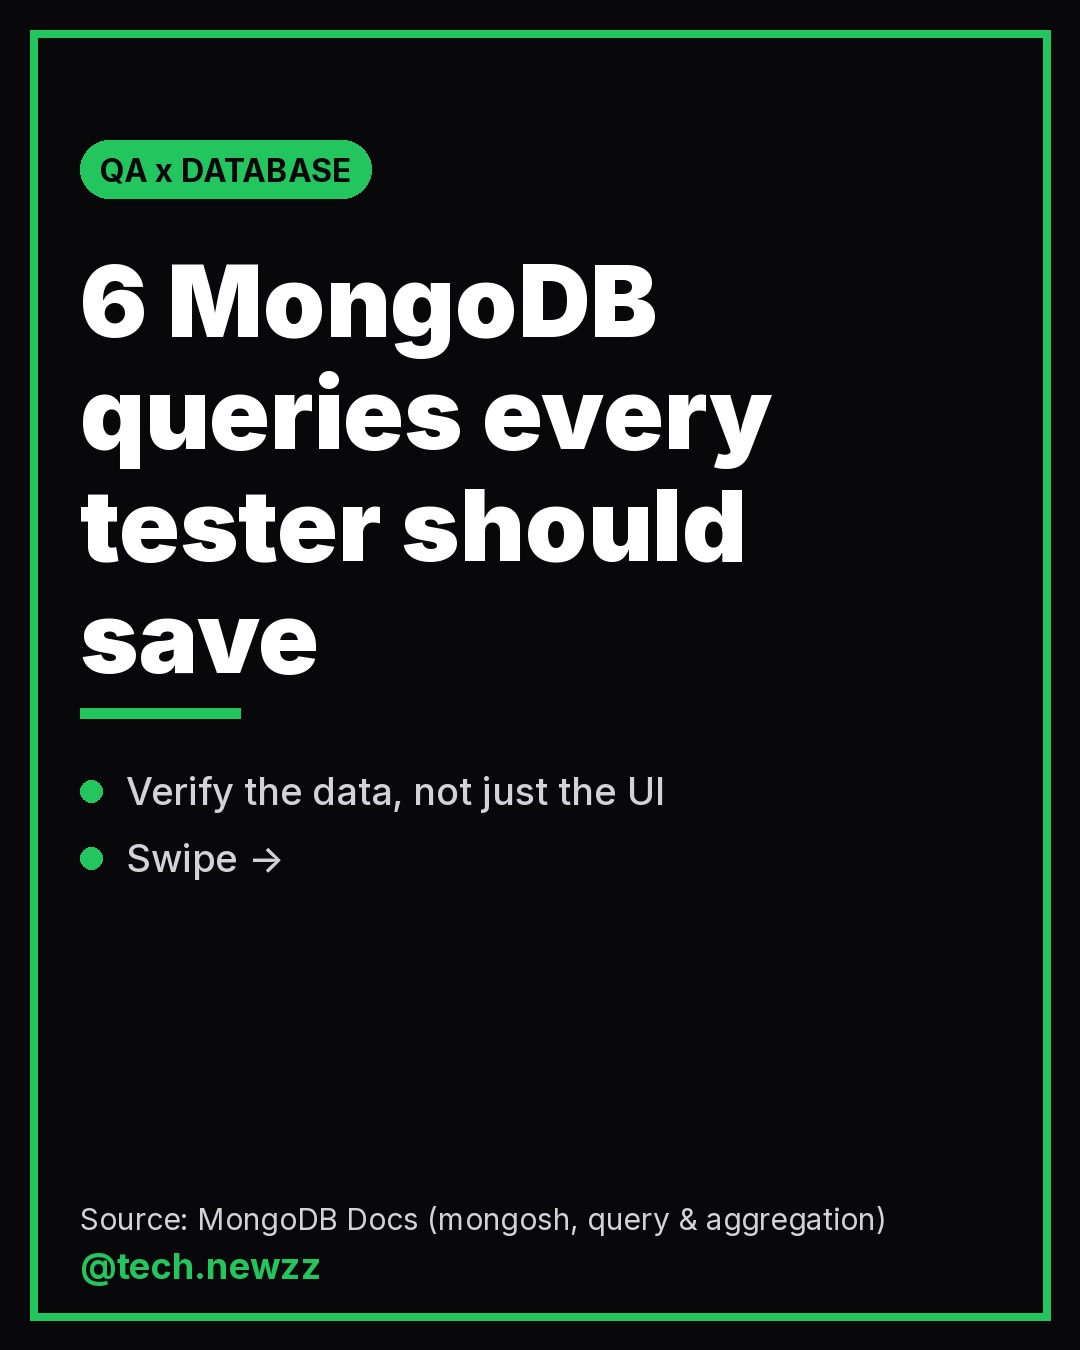 QA x DATABASE
6 MongoDB
queries every
tester should
save
Verify the data, not just the UI
Swipe →
Source: MongoDB Docs (mongosh, query & aggregation)
@tech.newzz